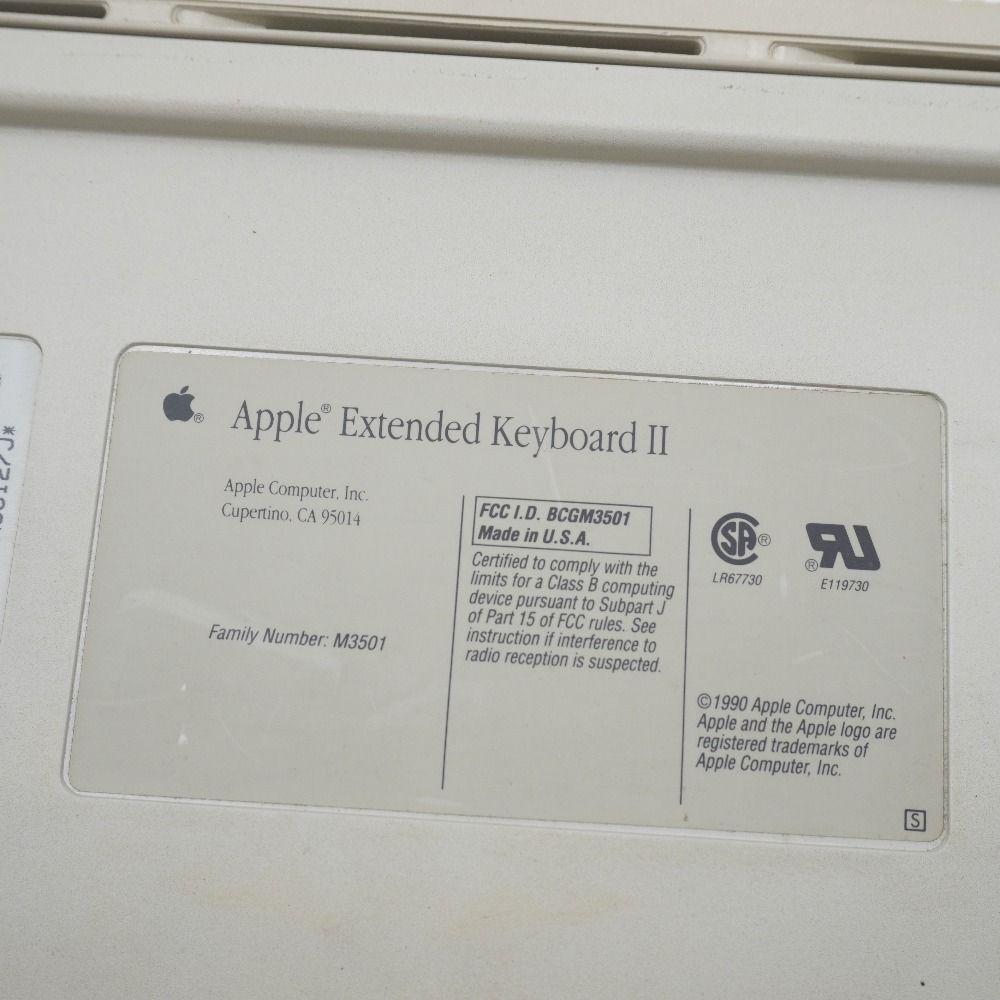 Apple® Extended Keyboard II
Apple Computer, Inc.
Cupertino, CA 95014
Family Number: M3501
FCC I.D. BCGM3501
Made in U.S.A.
Certified to comply with the
limits for a Class B computing
device pursuant to Subpart J
of Part 15 of FCC rules. See
instruction if interference to
radio reception is suspected.
SA®
LR67730
®RU
E119730
©1990 Apple Computer, Inc.
Apple and the Apple logo are
registered trademarks of
Apple Computer, Inc.
S